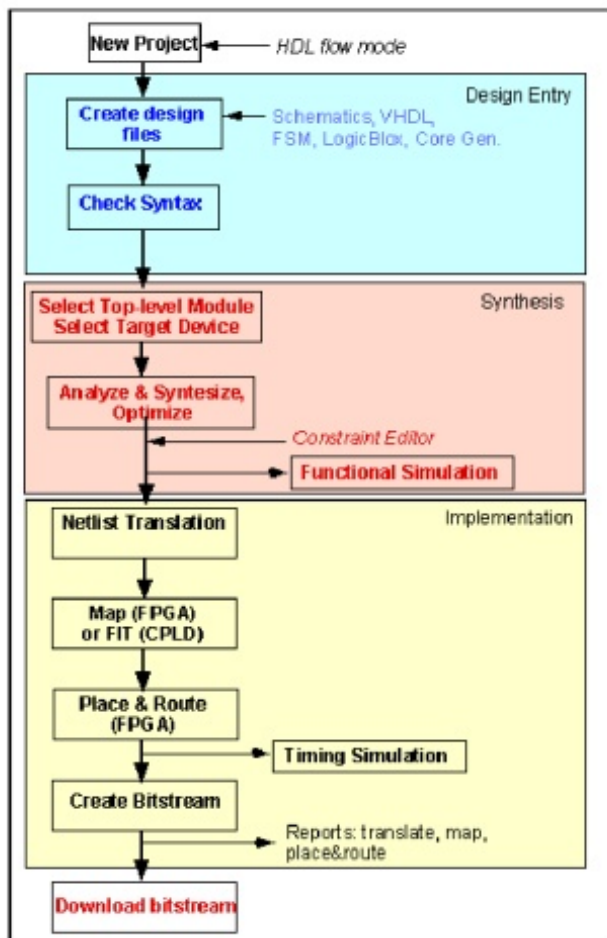 New Project
HDL flow mode
Design Entry
Create design
files
Schematics, VHDL,
FSM, LogicBlox, Core Gen.
Check Syntax
Synthesis
Select Top-level Module
Select Target Device
Analyze & Syntesize,
Optimize
Constraint Editor
Functional Simulation
Implementation
Netlist Translation
Map (FPGA)
or FIT (CPLD)
Place & Route
(FPGA)
Timing Simulation
Create Bitstream
Reports: translate, map,
place&route
Download bitstream